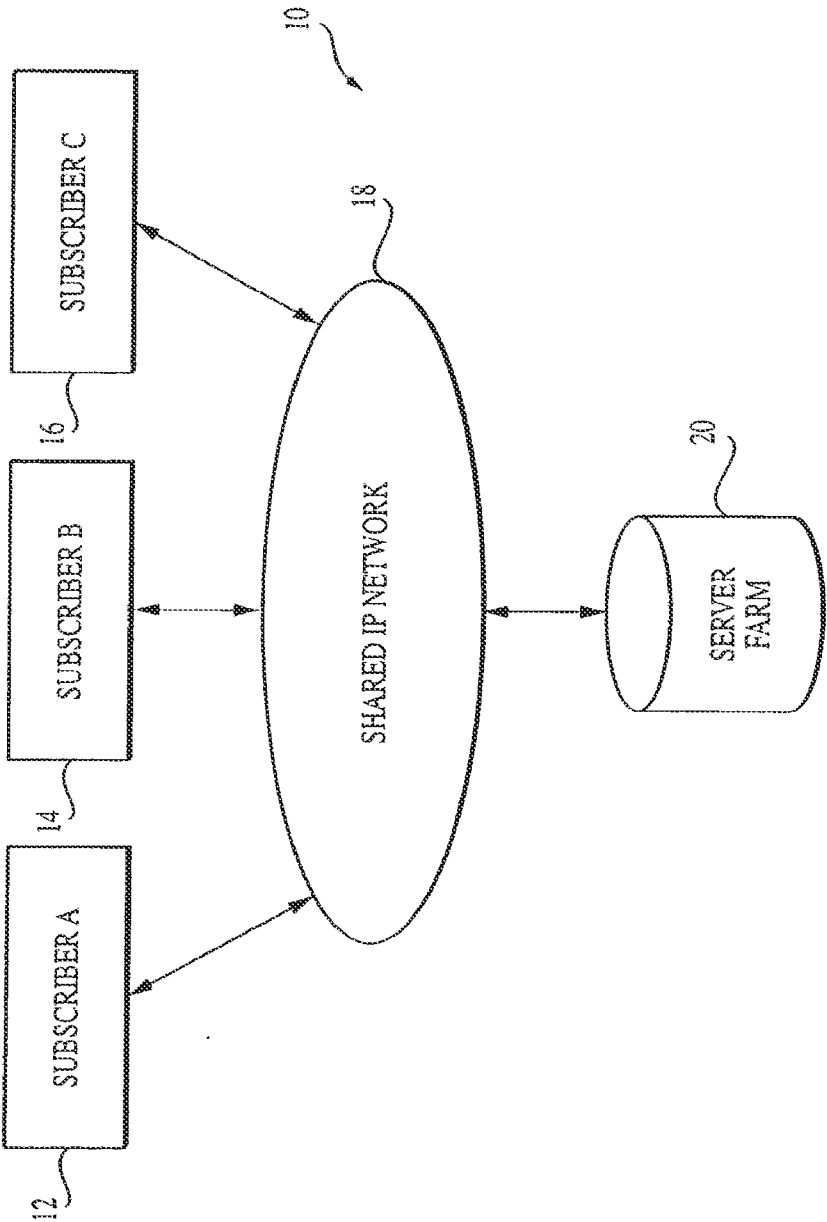 10
SUBSCRIBER A
12
SUBSCRIBER B
14
SUBSCRIBER C
16
SHARED IP NETWORK
18
SERVER
FARM
20